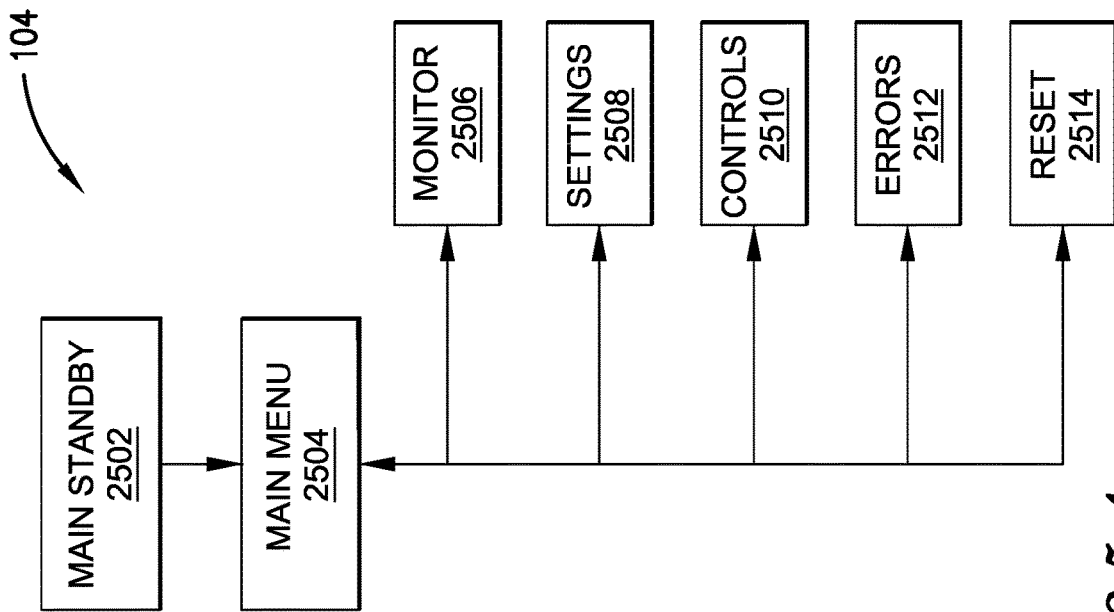 104
MAIN STANDBY
2502
MAIN MENU
2504
MONITOR
2506
SETTINGS
2508
CONTROLS
2510
ERRORS
2512
RESET
2514